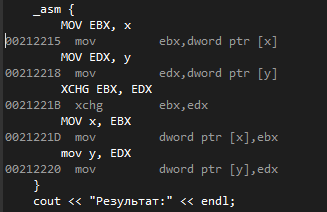 _asm {
MOV EBX, x
00212215 mov ebx,dword ptr [x]
MOV EDX, y
00212218 mov edx,dword ptr [y]
XCHG EBX, EDX
0021221B xchg ebx,edx
MOV x, EBX
0021221D mov dword ptr [x],ebx
mov y, EDX
00212220 mov dword ptr [y],edx
}
cout << "Результат:" << endl;